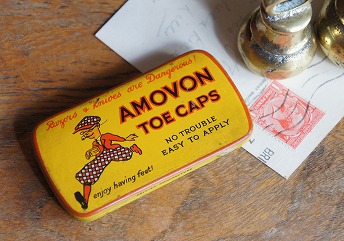 Razors & Knives are Dangerous!
AMOVON
TOE CAPS
NO TROUBLE
EASY TO APPLY
enjoy having feet!